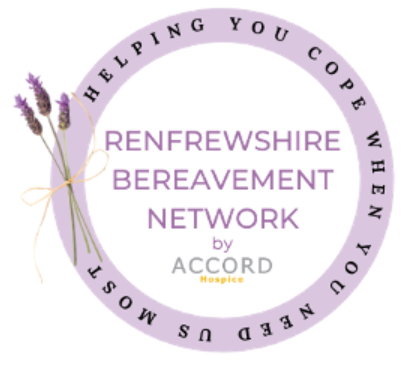 HELPING YOU COPE WHEN YOU NEED US MOST
RENFREWSHIRE
BEREAVEMENT
NETWORK
by
ACCORD
Hospice